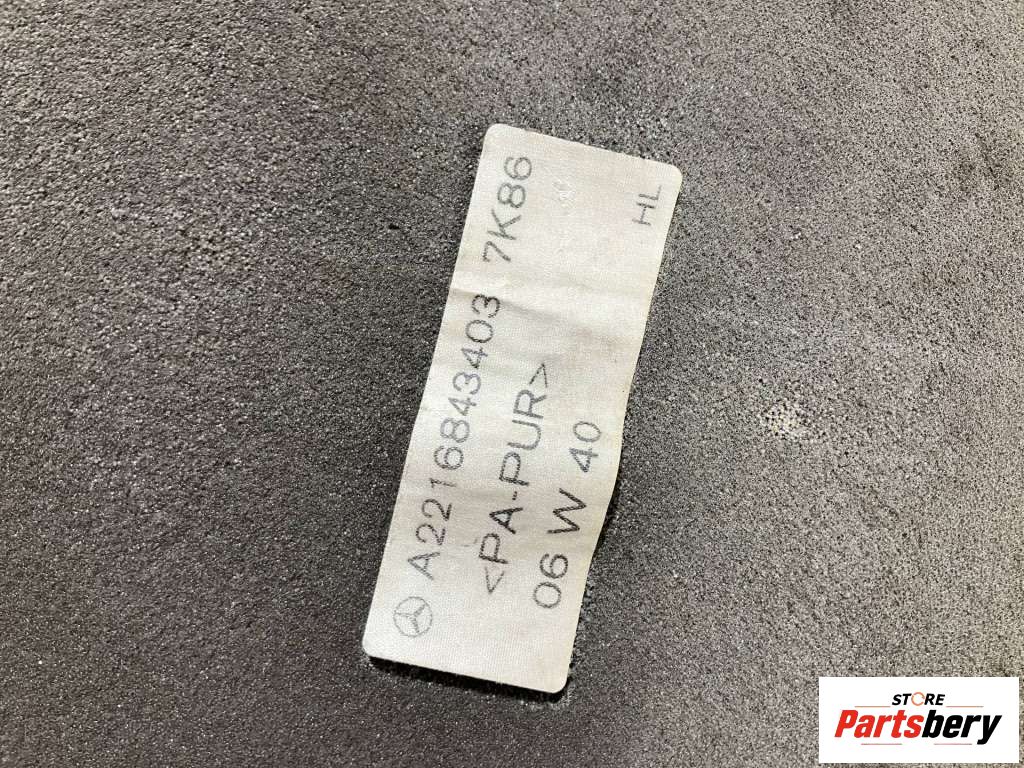 A2216843403 7K86
<PA-PUR>
06 W 40
HL
STORE
Partsbery